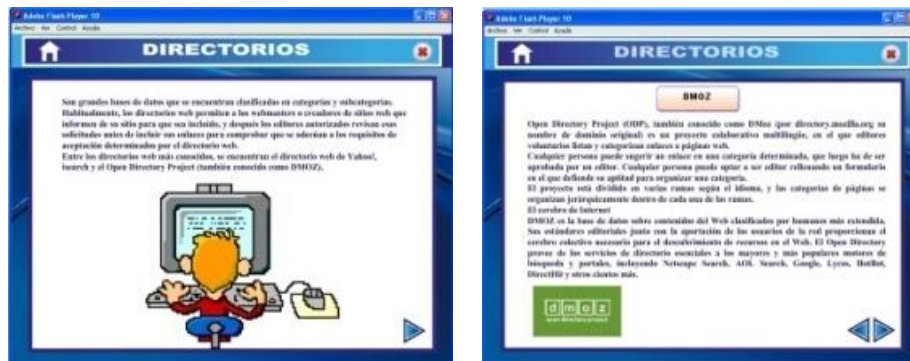 Adobe Flash Player 10
Archivo Ver Control Ayuda
DIRECTORIOS
Son grandes bases de datos que se encuentran clasificadas en categorías y subcategorías.
Habitualmente, los directorios web permiten a los webmasters o creadores de sitios web que
informen de su sitio para que sea incluido, y después los editores autorizados revisan esas
solicitudes antes de incluir sus enlaces para comprobar que se adecúan a los requisitos de
aceptación determinados por el directorio web.
Entre los directorios web más conocidos, se encuentran el directorio web de Yahoo!,
isearch y el Open Directory Project (también conocido como DMOZ).
Adobe Flash Player 10
Archivo Ver Control Ayuda
DIRECTORIOS
DMOZ
Open Directory Project (ODP), también conocido como DMoz (por directory.mozilla.org su
nombre de dominio original) es un proyecto colaborativo multilingüe, en el que editores
voluntarios listan y categorizan enlaces a páginas web.
Cualquier persona puede sugerir un enlace en una categoría determinada, que luego ha de ser
aprobada por un editor. Cualquier persona puede optar a ser editor rellenando un formulario
en el que defiende su aptitud para organizar una categoría.
El proyecto está dividido en varias ramas según el idioma, y las categorías de páginas se
organizan jerárquicamente dentro de cada una de las ramas.
El cerebro de Internet
DMOZ es la base de datos sobre contenidos del Web clasificados por humanos más extendida.
Sus estándares editoriales junto con la aportación de los usuarios de la red proporcionan el
cerebro colectivo necesario para el descubrimiento de recursos en el Web. El Open Directory
provee de los servicios de directorio esenciales a los mayores y más populares motores de
búsqueda y portales, incluyendo Netscape Search, AOL Search, Google, Lycos, HotBot,
DirectHit y otros cientos más.
dmoz
open directory project